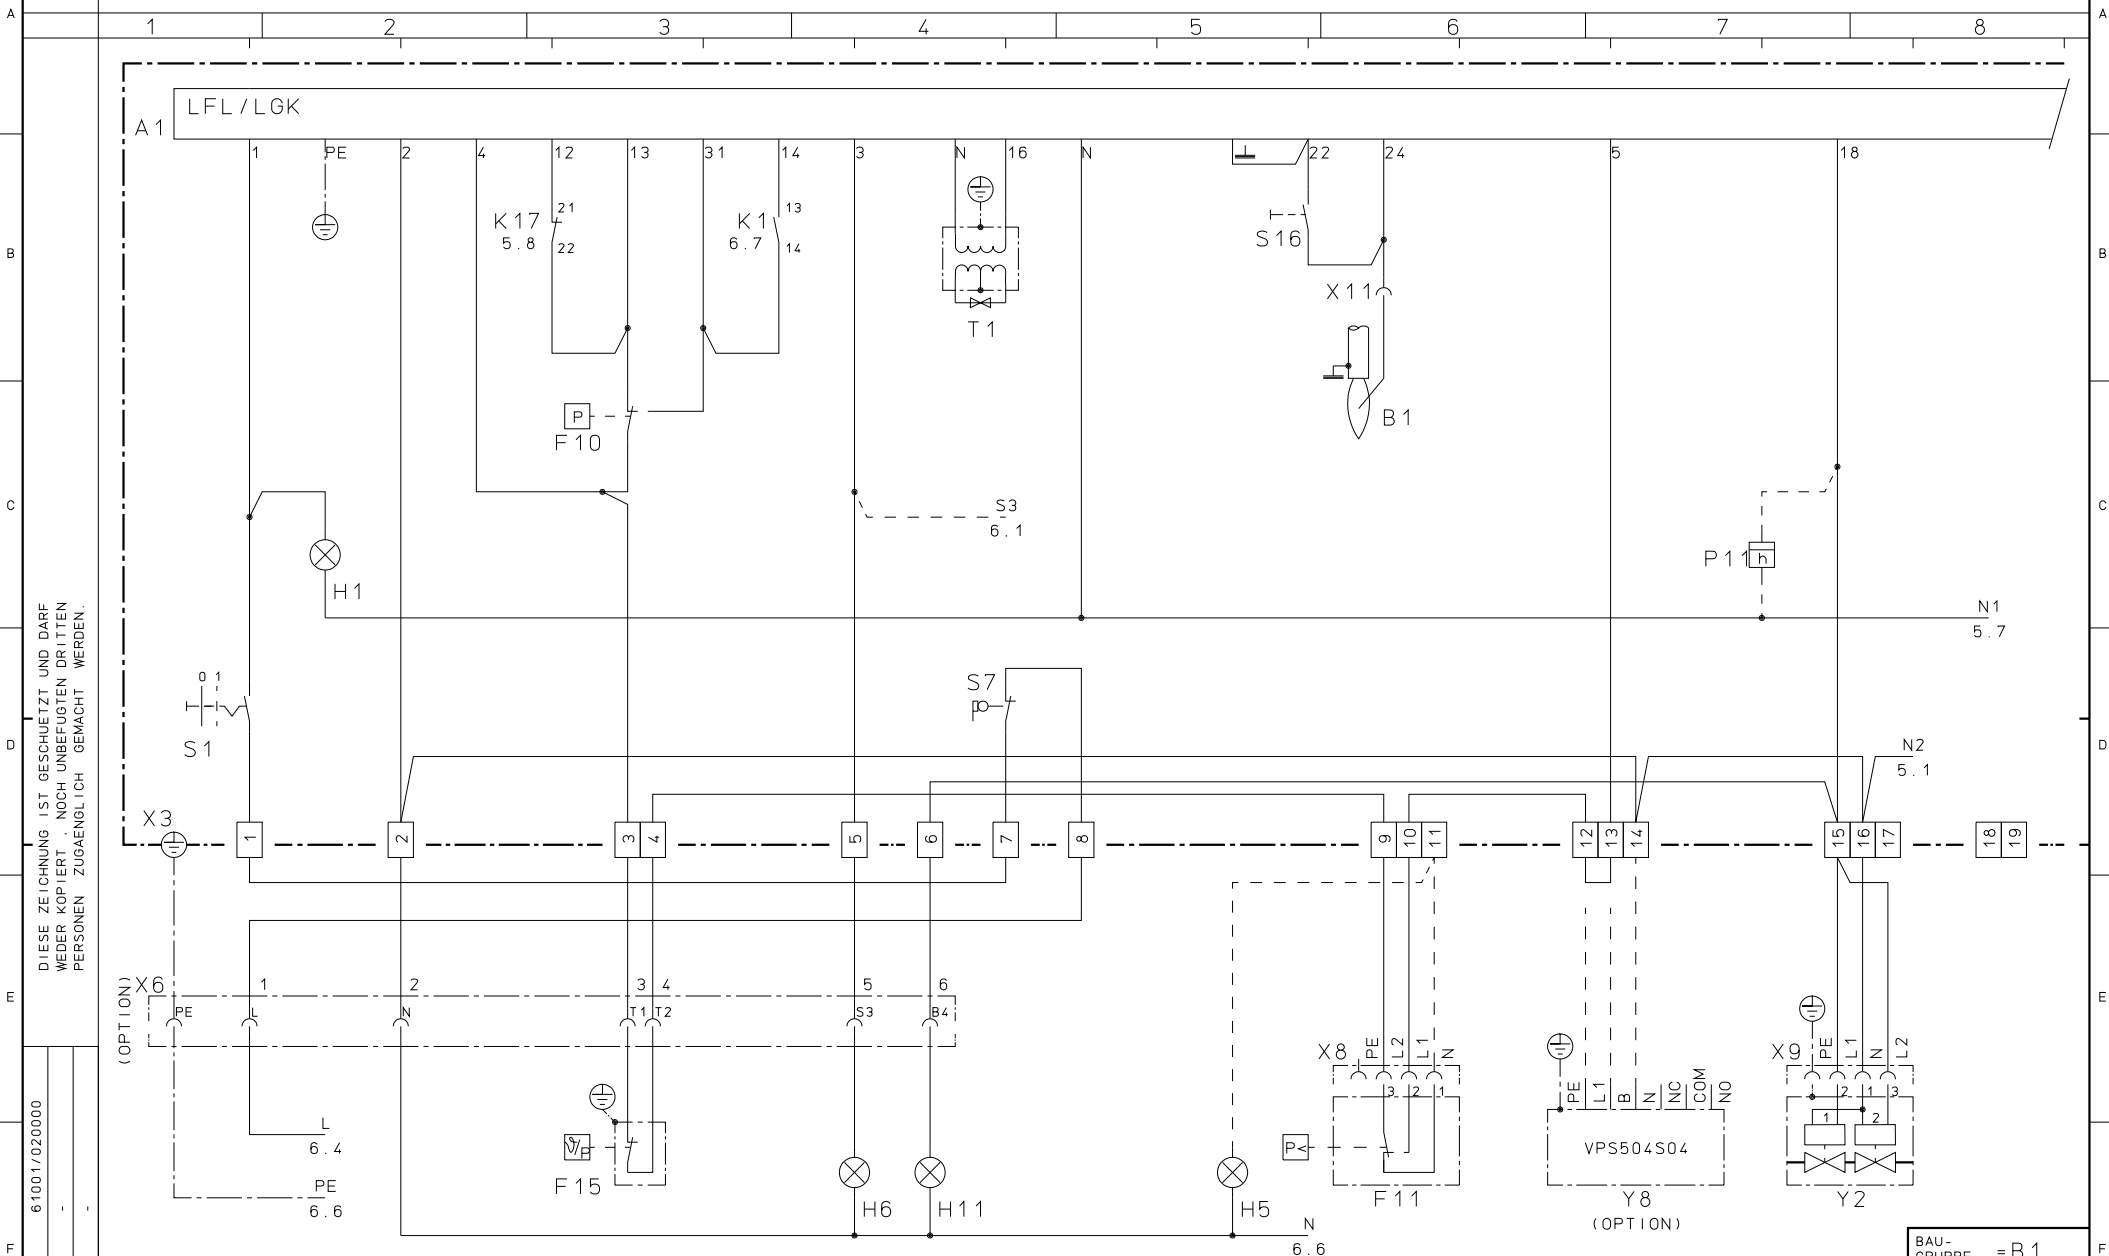 A 1 2 3 4 5 6 7 8 A
LFL/LGK
A1
1 PE 2 4 12 13 31 14 3 N 16 N 22 24 5 18
21
13
K17
K1
S16
B
B
5.8
22
6.7
14
X11
T1
B1
P
F10
C
S3
C
6.1
P11
h
H1
N1
5.7
0 1
S7
S1
D
N2
D
5.1
X3
1 2 3 4 5 6 7 8 9 10 11 12 13 14 15 16 17 18 19
DIESE ZEICHNUNG IST GESCHUETZT UND DARF
WEDER KOPIERT , NOCH UNBEFUGTEN DRITTEN
PERSONEN ZUGAENGLICH GEMACHT WERDEN.
(OPTION)
X6
1 2 3 4 5 6
E
E
PE L N T1 T2 S3 B4
X8
PE L2 L1 N
3 2 1
PE L1 B N NC COM NO
X9
PE L1 N L2
2 1 3
1 2
61001/020000
-
-
L
6.4
PE
6.6
ϑ/P
F15
P<
VPS504S04
H6
H11
H5
F11
Y8
(OPTION)
Y2
N
6.6
F
F
BAU-
GRUPPE
=B1